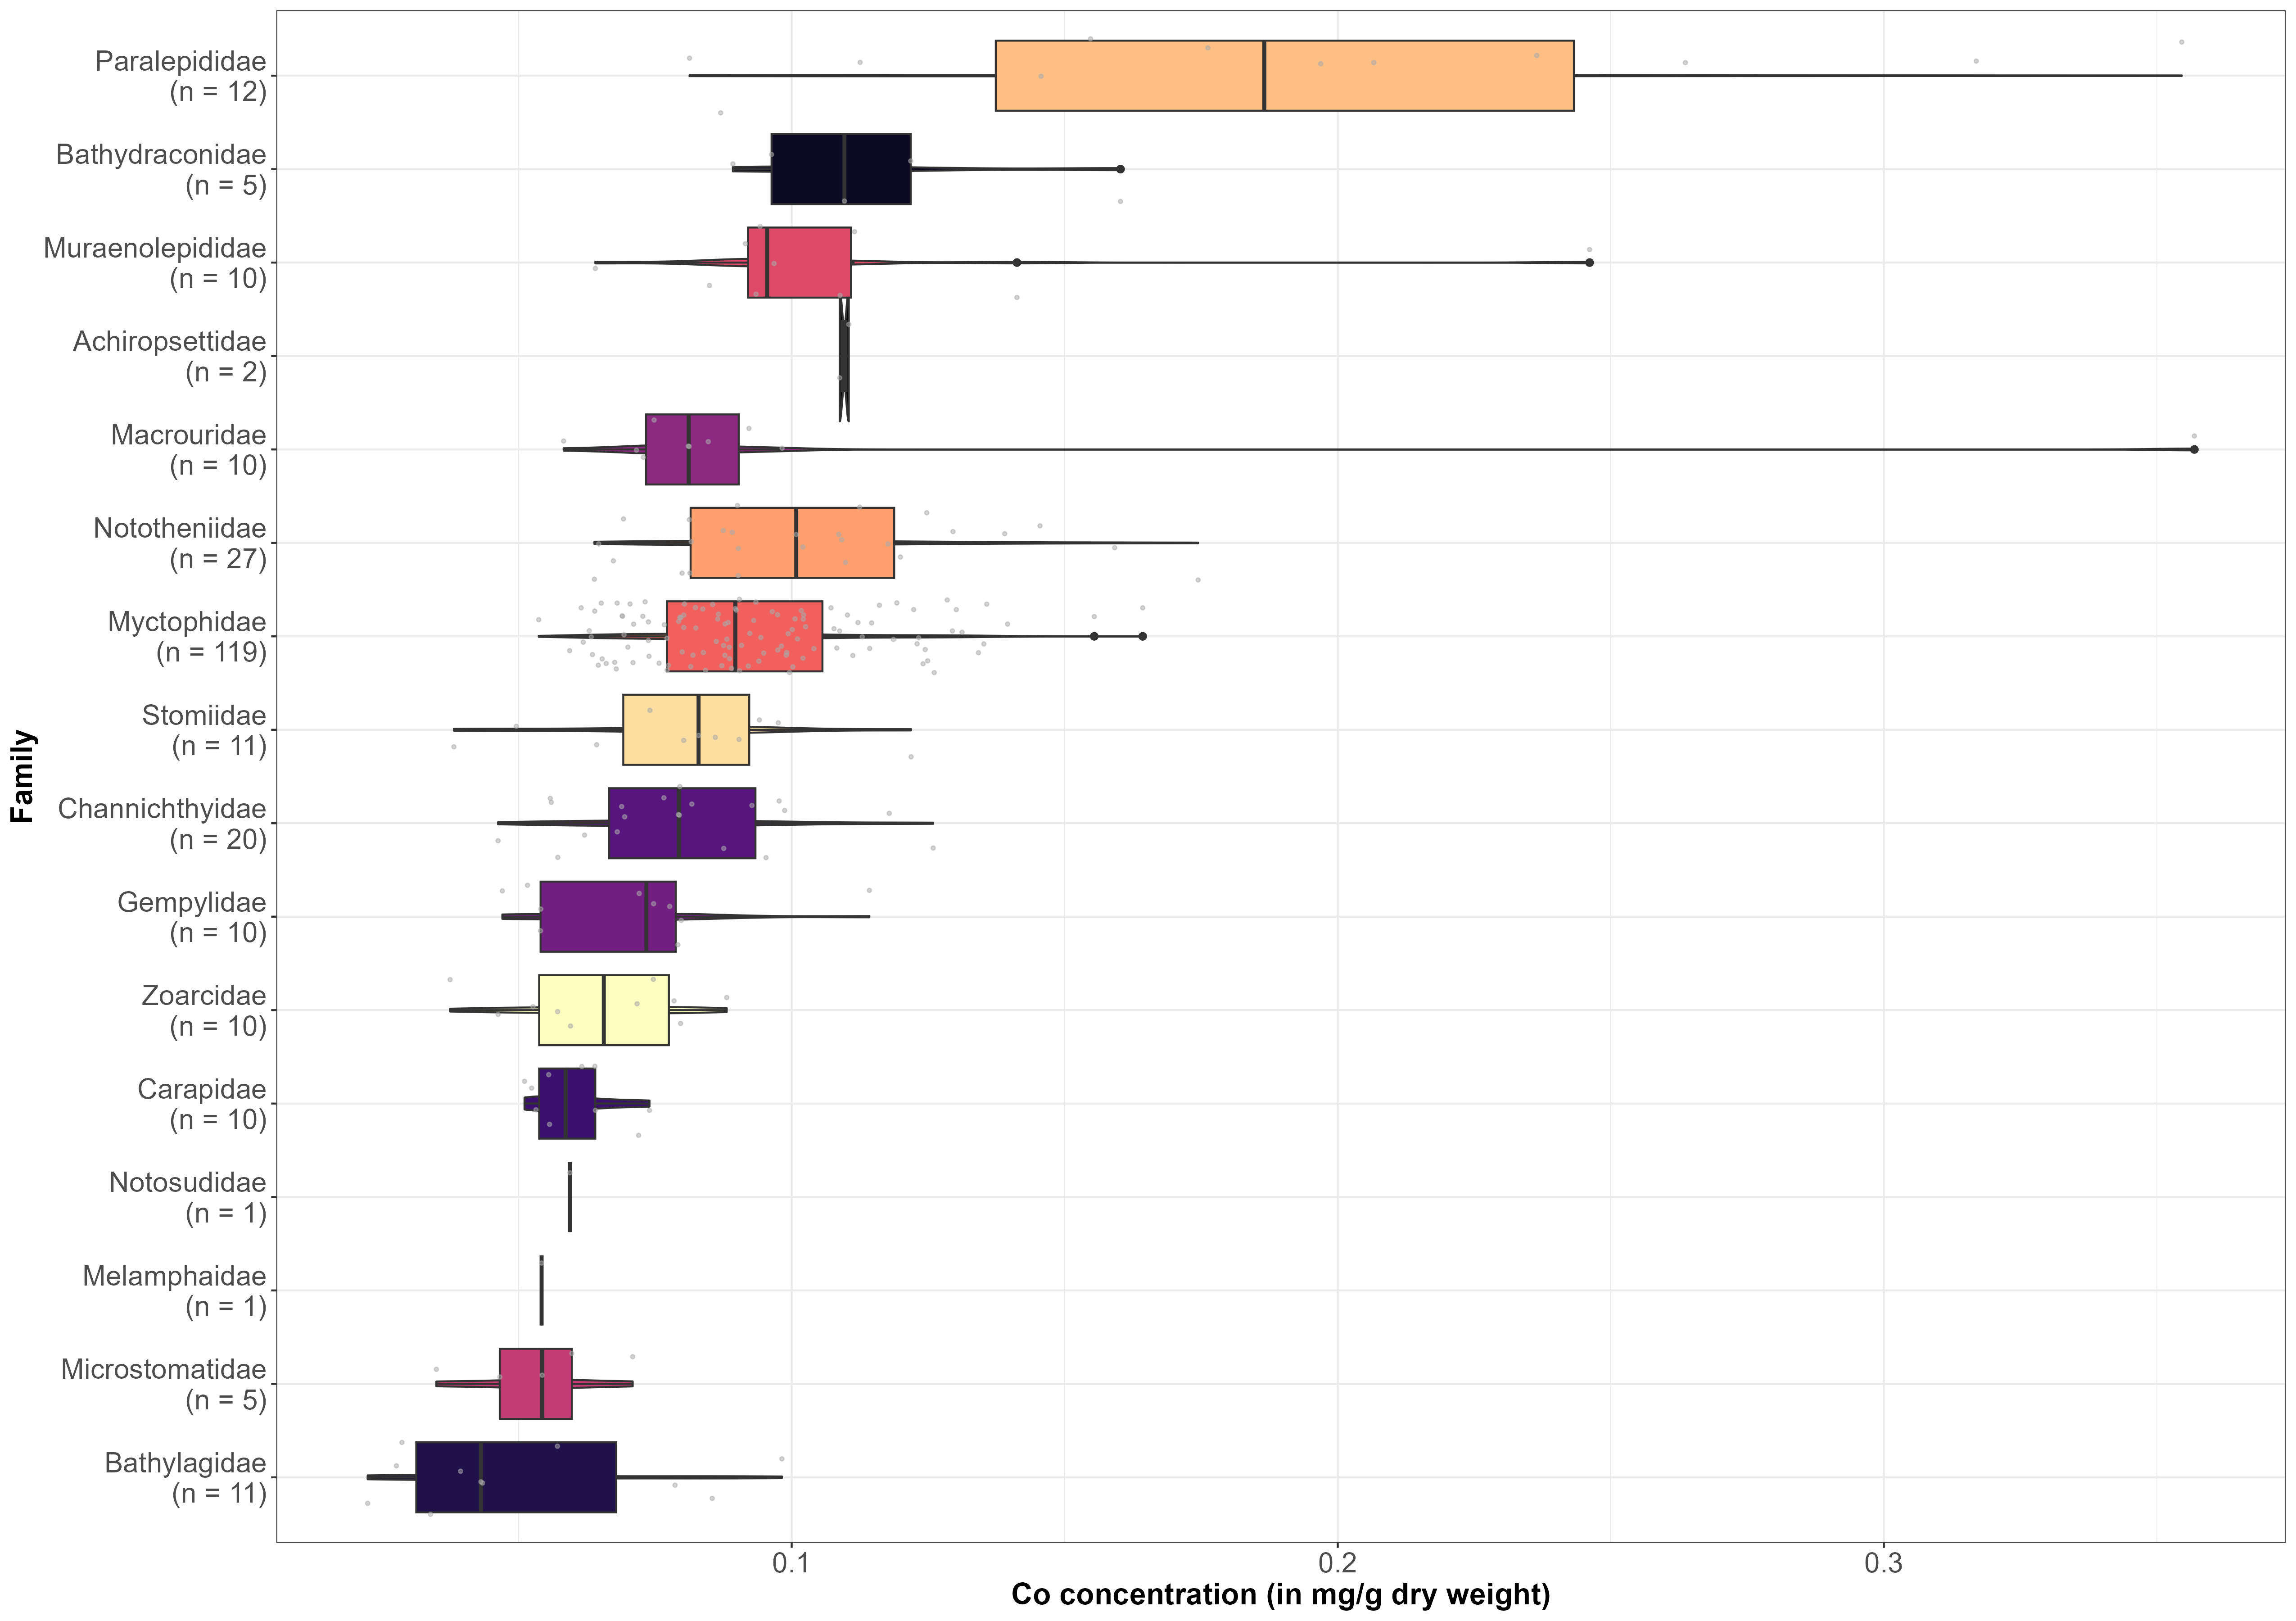 Paralepididae
(n = 12)
Bathydraconidae
(n = 5)
Muraenolepididae
(n = 10)
Achiropsettidae
(n = 2)
Macrouridae
(n = 10)
Nototheniidae
(n = 27)
Myctophidae
(n = 119)
Stomiidae
(n = 11)
Channichthyidae
(n = 20)
Gempylidae
(n = 10)
Zoarcidae
(n = 10)
Carapidae
(n = 10)
Notosudidae
(n = 1)
Melamphaidae
(n = 1)
Microstomatidae
(n = 5)
Bathylagidae
(n = 11)
Family
0.1
0.2
0.3
Co concentration (in mg/g dry weight)